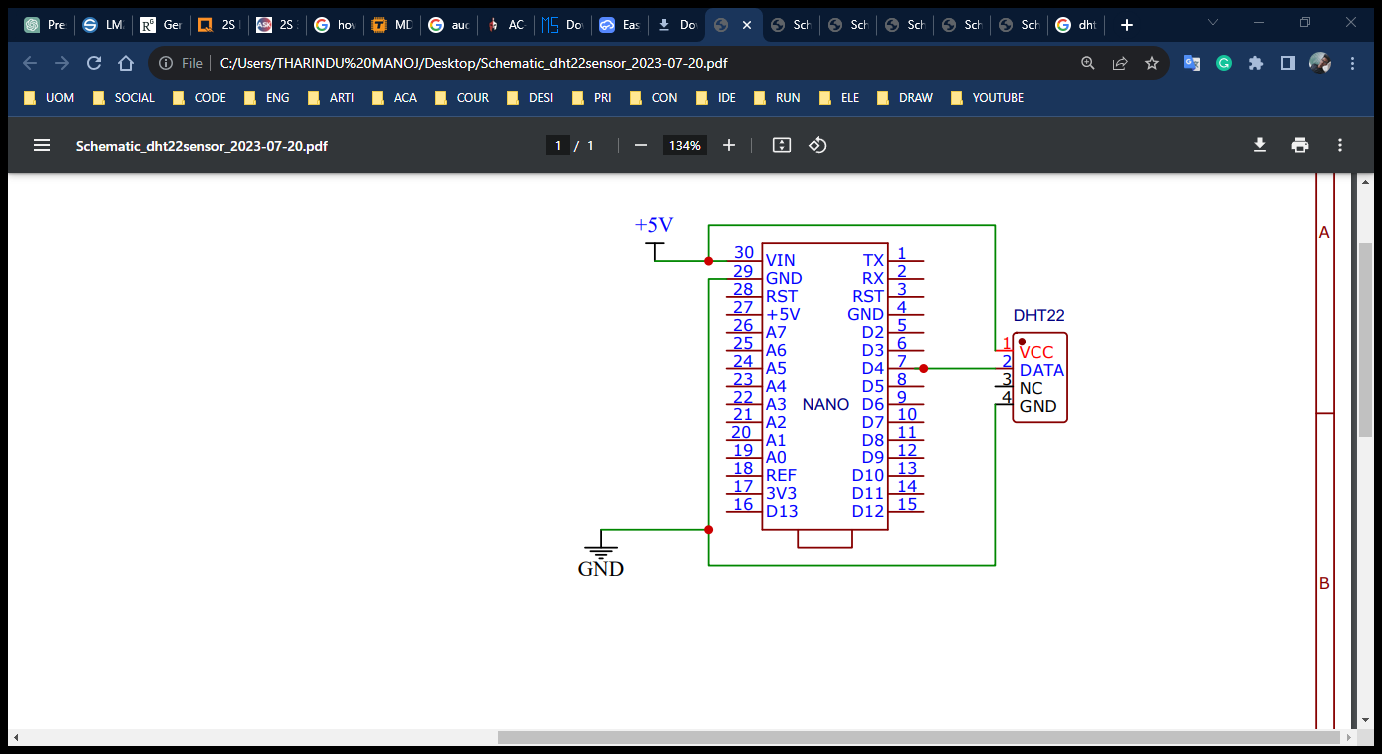 Pre
LM
Ger
2S
2S
hov
MD
auc
AC-
Dov
Eas
Dov
Sch
Sch
Sch
Sch
Sch
dht
File
C:/Users/THARINDU%20MANOJ/Desktop/Schematic_dht22sensor_2023-07-20.pdf
UOM SOCIAL CODE ENG ARTI ACA COUR DESI PRI CON IDE RUN ELE DRAW YOUTUBE
Schematic_dht22sensor_2023-07-20.pdf
1 / 1
134%
+5V
30 VIN TX 1
29 GND RX 2
28 RST RST 3
27 +5V GND 4
26 A7 D2 5
25 A6 D3 6
24 A5 D4 7
23 A4 D5 8
22 A3 NANO D6 9
21 A2 D7 10
20 A1 D8 11
19 A0 D9 12
18 REF D10 13
17 3V3 D11 14
16 D13 D12 15
DHT22
1 VCC
2 DATA
3 NC
4 GND
GND
A
B